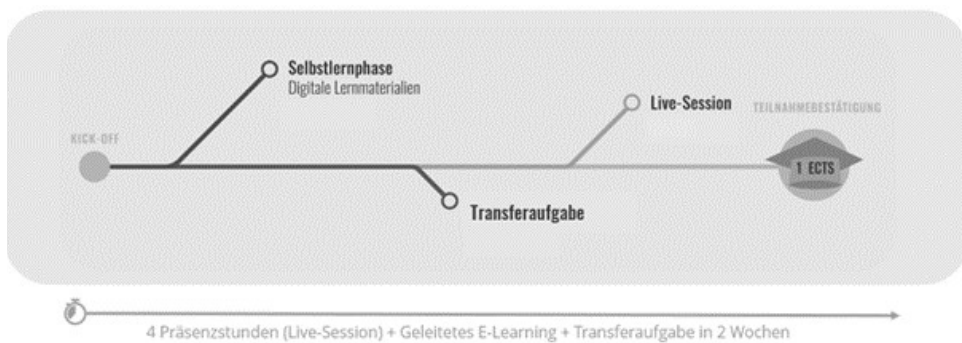 KICK-OFF
Selbstlernphase
Digitale Lernmaterialien
Transferaufgabe
Live-Session
TEILNAHMEBESTÄTIGUNG
1 ECTS
4 Präsenzstunden (Live-Session) + Geleitetes E-Learning + Transferaufgabe in 2 Wochen